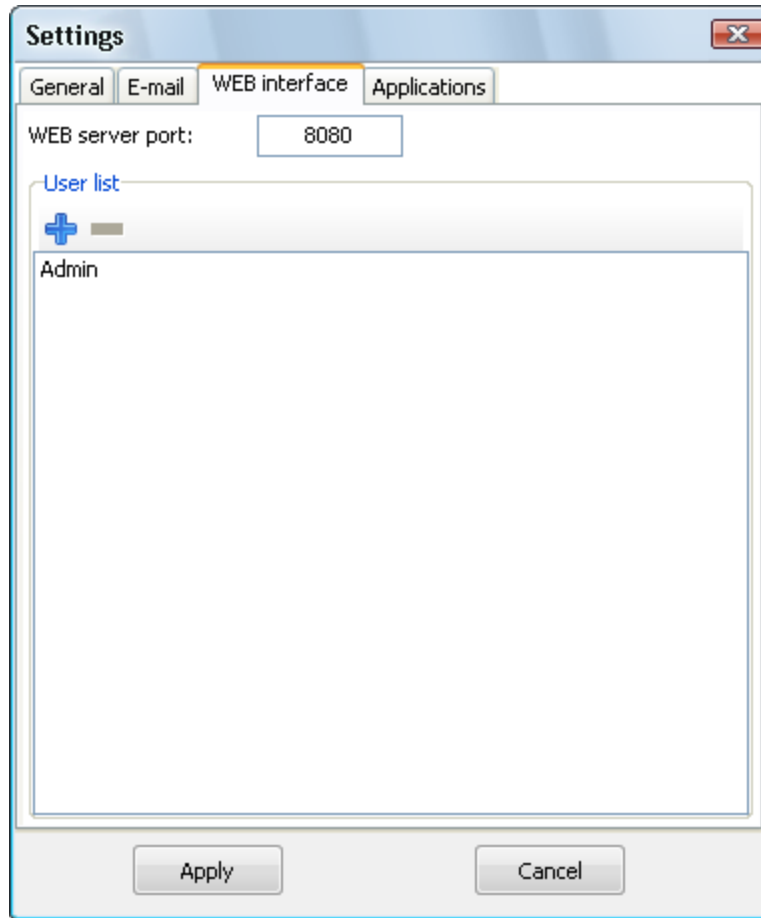 Settings
General E-mail WEB interface Applications
WEB server port: 8080
User list
Admin
Apply Cancel